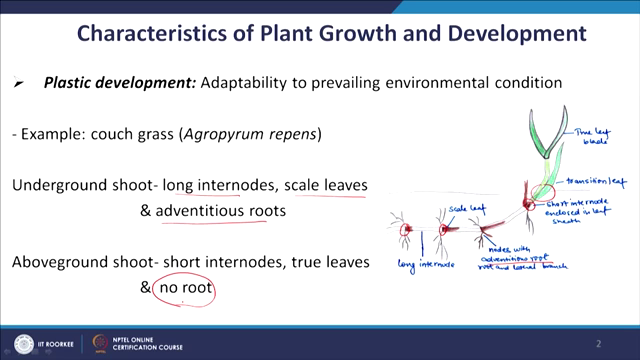 Characteristics of Plant Growth and Development
Plastic development: Adaptability to prevailing environmental condition
- Example: couch grass (Agropyrum repens)
Underground shoot- long internodes, scale leaves
& adventitious roots
Aboveground shoot- short internodes, true leaves
& no root
True leaf
blade
transition leaf
short internode
enclosed in leaf
sheath
scale leaf
long internode
nodes with
adventitious root
root and lateral branch
IIT ROORKEE
NPTEL ONLINE
CERTIFICATION COURSE
2